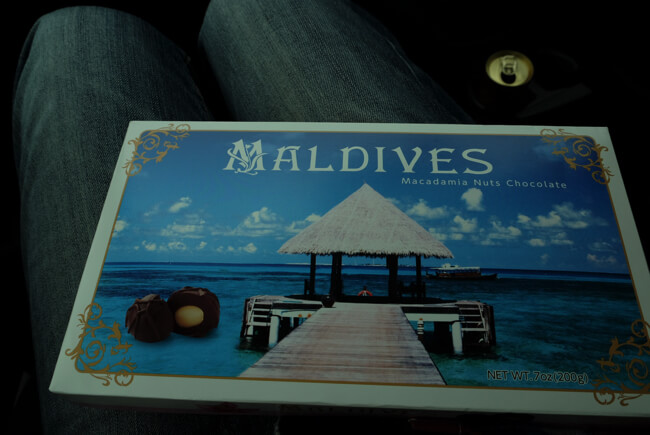 MALDIVES
Macadamia Nuts Chocolate
NET WT. 7oz(200g)